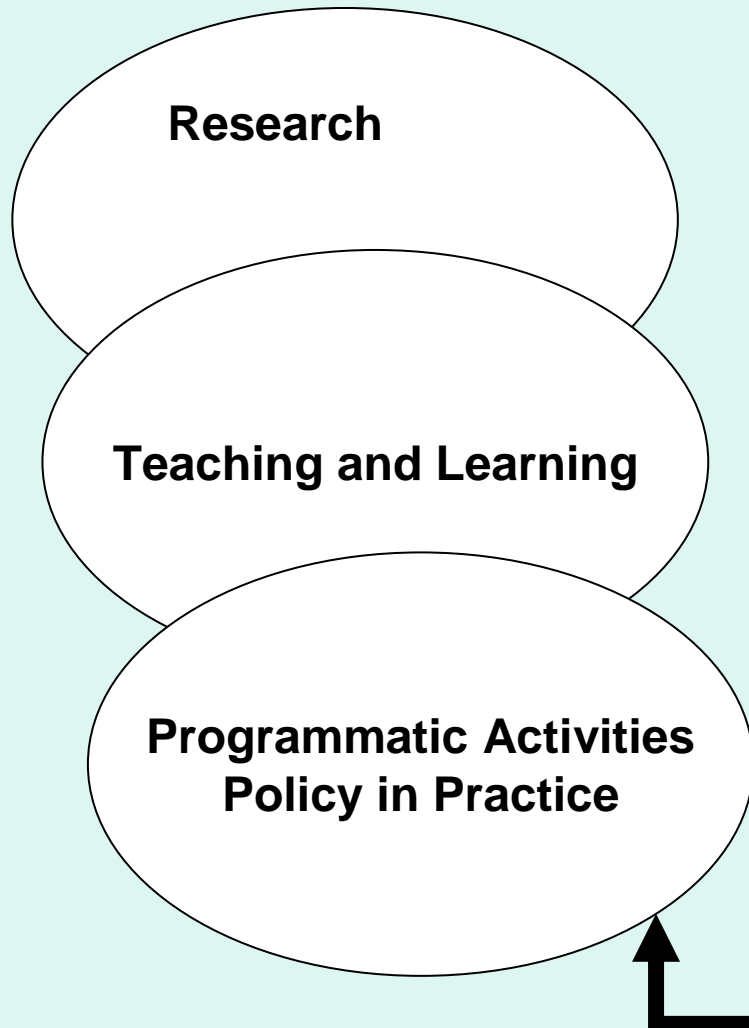 Research
Teaching and Learning
Programmatic Activities
Policy in Practice